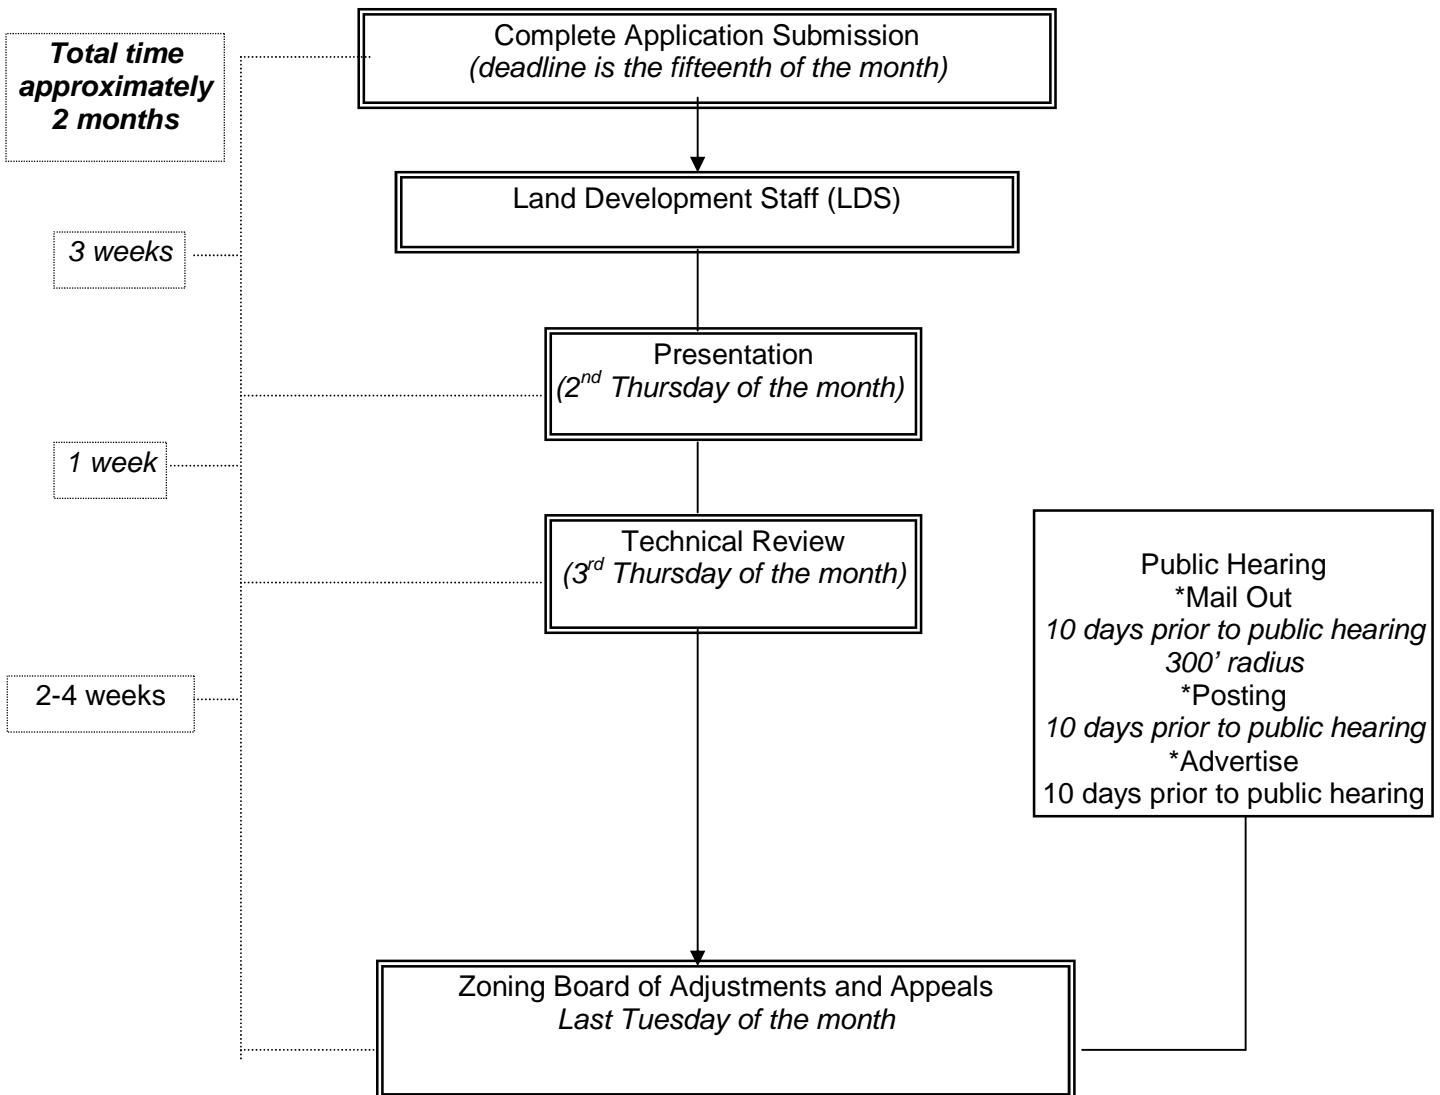 Total time
approximately
2 months
Complete Application Submission
(deadline is the fifteenth of the month)
Land Development Staff (LDS)
3 weeks
Presentation
(2nd Thursday of the month)
1 week
Technical Review
(3rd Thursday of the month)
2-4 weeks
Public Hearing
*Mail Out
10 days prior to public hearing
300’ radius
*Posting
10 days prior to public hearing
*Advertise
10 days prior to public hearing
Zoning Board of Adjustments and Appeals
Last Tuesday of the month